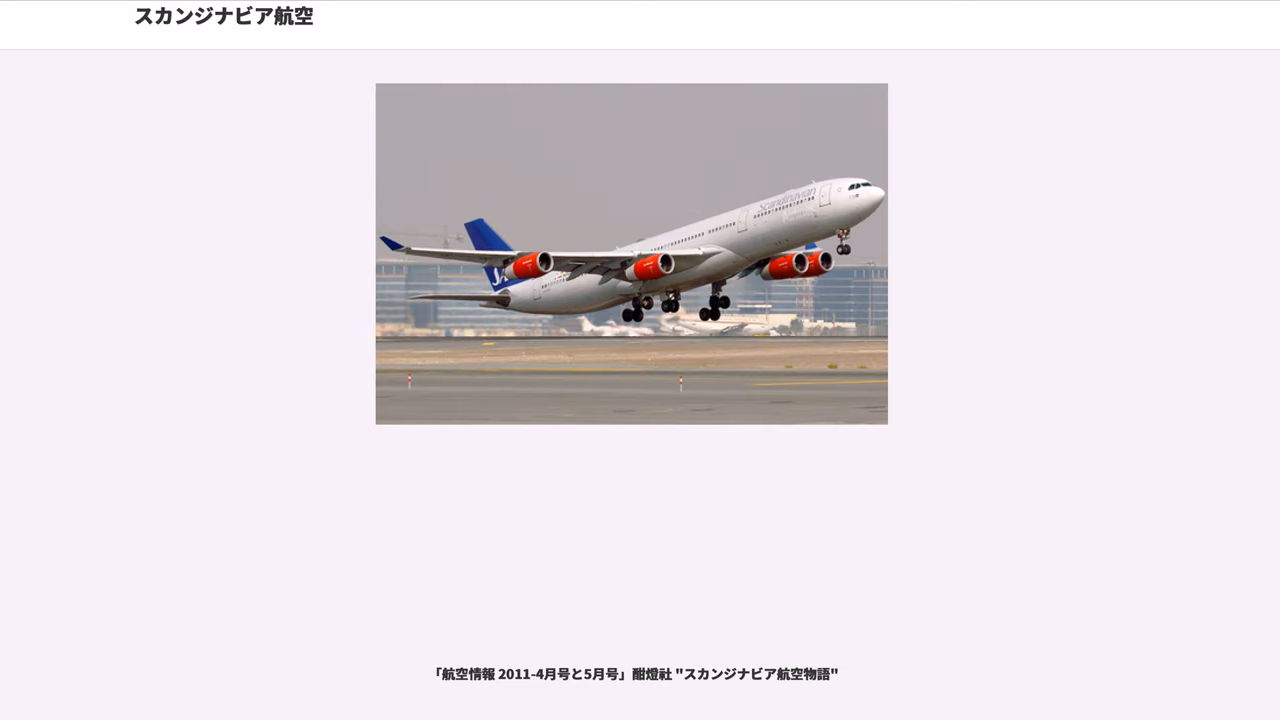 スカンジナビア航空
Scandinavian
「航空情報 2011-4月号と5月号」酣燈社 "スカンジナビア航空物語"